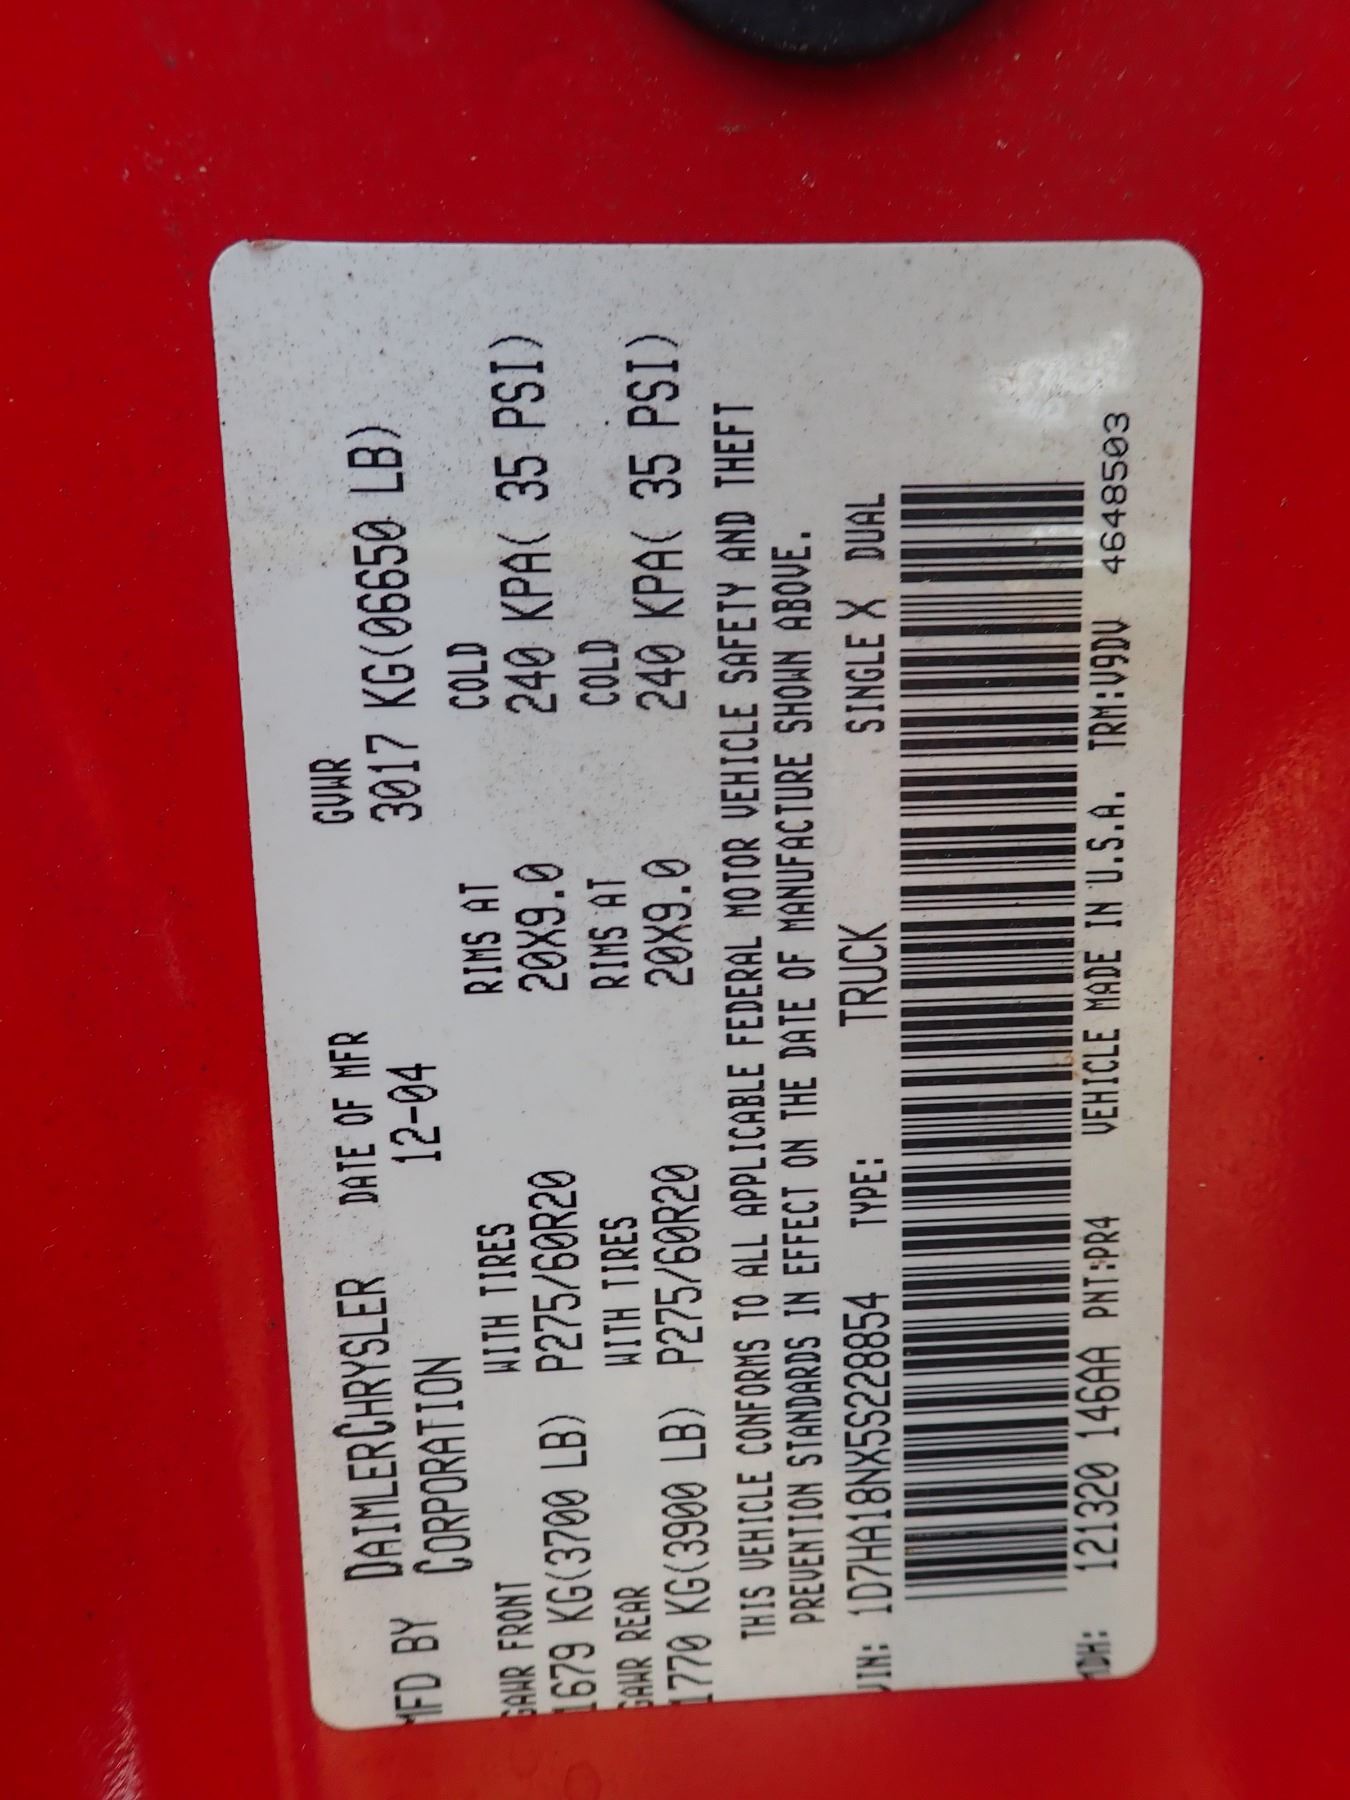 MFD BY DAIMLERCHRYSLER DATE OF MFR GVWR
CORPORATION 12-04 3017 KG(06650 LB)
GAWR FRONT WITH TIRES RIMS AT COLD
1679 KG(3700 LB) P275/60R20 20X9.0 240 KPA( 35 PSI)
GAWR REAR WITH TIRES RIMS AT COLD
1770 KG(3900 LB) P275/60R20 20X9.0 240 KPA( 35 PSI)
THIS VEHICLE CONFORMS TO ALL APPLICABLE FEDERAL MOTOR VEHICLE SAFETY AND THEFT
PREVENTION STANDARDS IN EFFECT ON THE DATE OF MANUFACTURE SHOWN ABOVE.
VIN: 1D7HA18NX5S228854 TYPE: TRUCK SINGLE X DUAL
MDH: 121320 146AA PNT:PR4 VEHICLE MADE IN U.S.A. TRM:V9DV 4648503